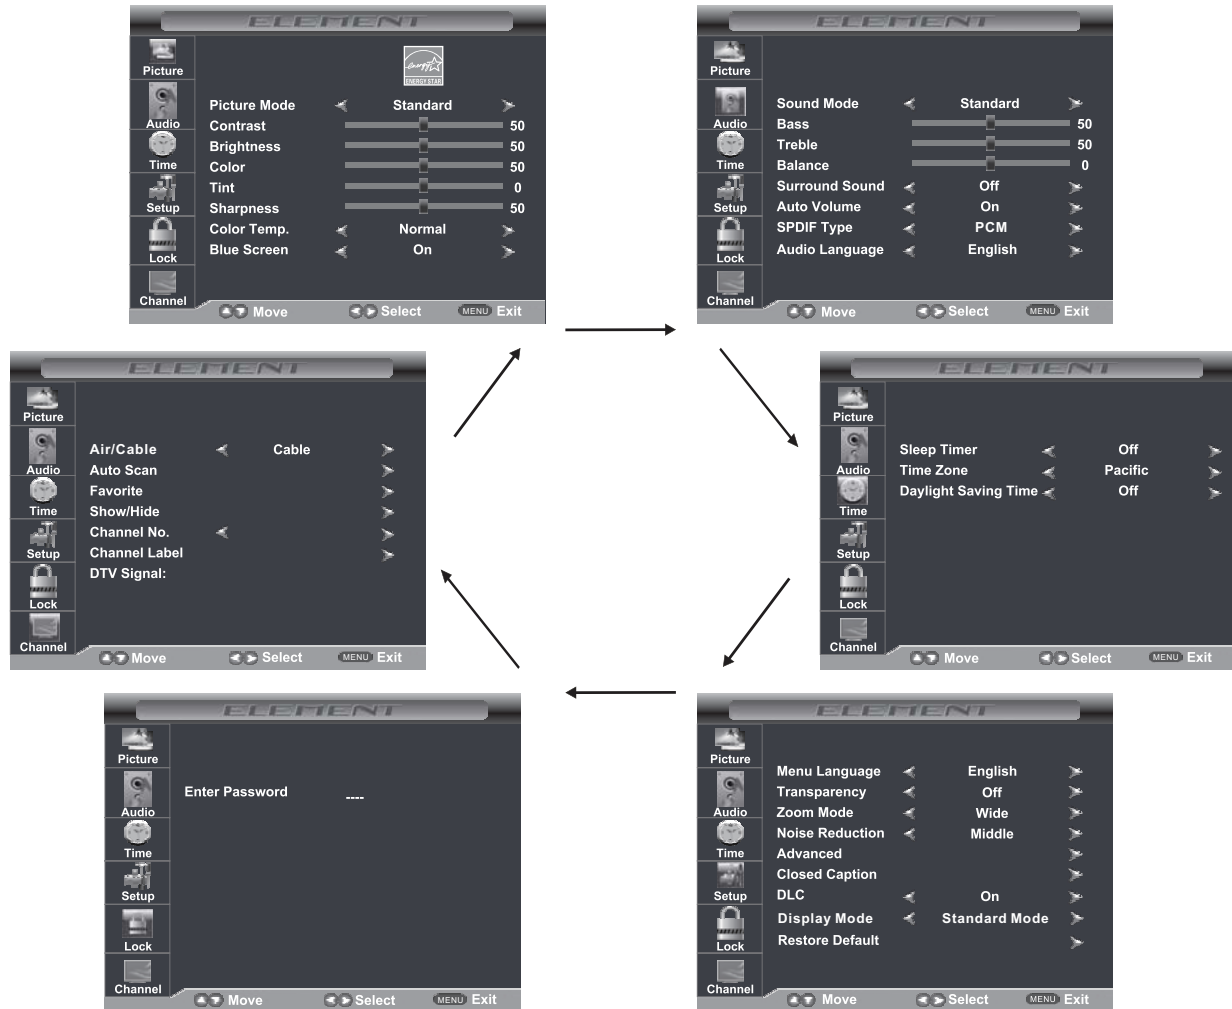 ELEMENT
Picture
energy
ENERGY STAR
Picture Mode Standard
Audio
Contrast 50
Brightness 50
Time
Color 50
Tint 0
Setup
Sharpness 50
Color Temp. Normal
Blue Screen On
Lock
Channel
Move Select MENU Exit
ELEMENT
Picture
Sound Mode Standard
Audio
Bass 50
Treble 50
Time
Balance 0
Surround Sound Off
Setup
Auto Volume On
SPDIF Type PCM
Audio Language English
Lock
Channel
Move Select MENU Exit
ELEMENT
Picture
Air/Cable Cable
Audio
Auto Scan
Favorite
Time
Show/Hide
Channel No.
Setup
Channel Label
DTV Signal:
Lock
Channel
Move Select MENU Exit
ELEMENT
Picture
Sleep Timer Off
Audio
Time Zone Pacific
Daylight Saving Time Off
Time
Setup
Lock
Channel
Move Select MENU Exit
ELEMENT
Picture
Enter Password ----
Audio
Time
Setup
Lock
Channel
Move Select MENU Exit
ELEMENT
Picture
Menu Language English
Transparency Off
Audio
Zoom Mode Wide
Noise Reduction Middle
Time
Advanced
Closed Caption
Setup
DLC On
Display Mode Standard Mode
Restore Default
Lock
Channel
Move Select MENU Exit